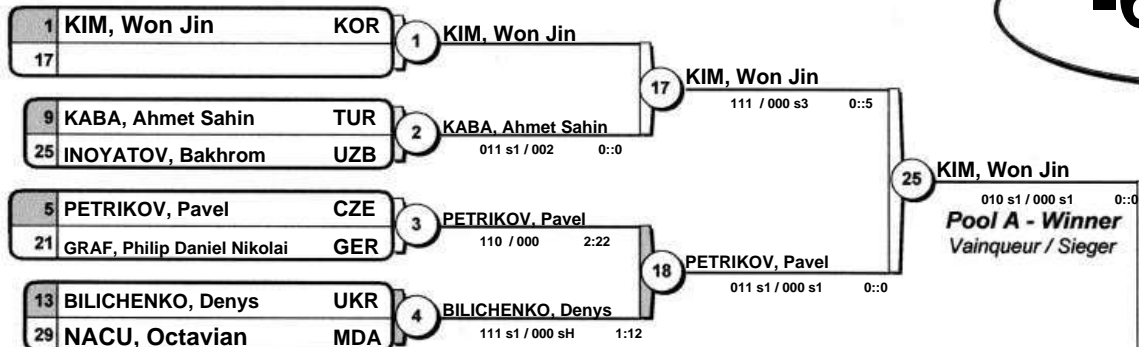 -6
1 KIM, Won Jin KOR
17
1 KIM, Won Jin
9 KABA, Ahmet Sahin TUR
25 INOYATOV, Bakhrom UZB
2 KABA, Ahmet Sahin
011 s1 / 002 0::0
17 KIM, Won Jin
111 / 000 s3 0::5
5 PETRIKOV, Pavel CZE
21 GRAF, Philip Daniel Nikolai GER
3 PETRIKOV, Pavel
110 / 000 2:22
13 BILICHENKO, Denys UKR
29 NACU, Octavian MDA
4 BILICHENKO, Denys
111 s1 / 000 sH 1:12
18 PETRIKOV, Pavel
011 s1 / 000 s1 0::0
25 KIM, Won Jin
010 s1 / 000 s1 0::0
Pool A - Winner
Vainqueur / Sieger